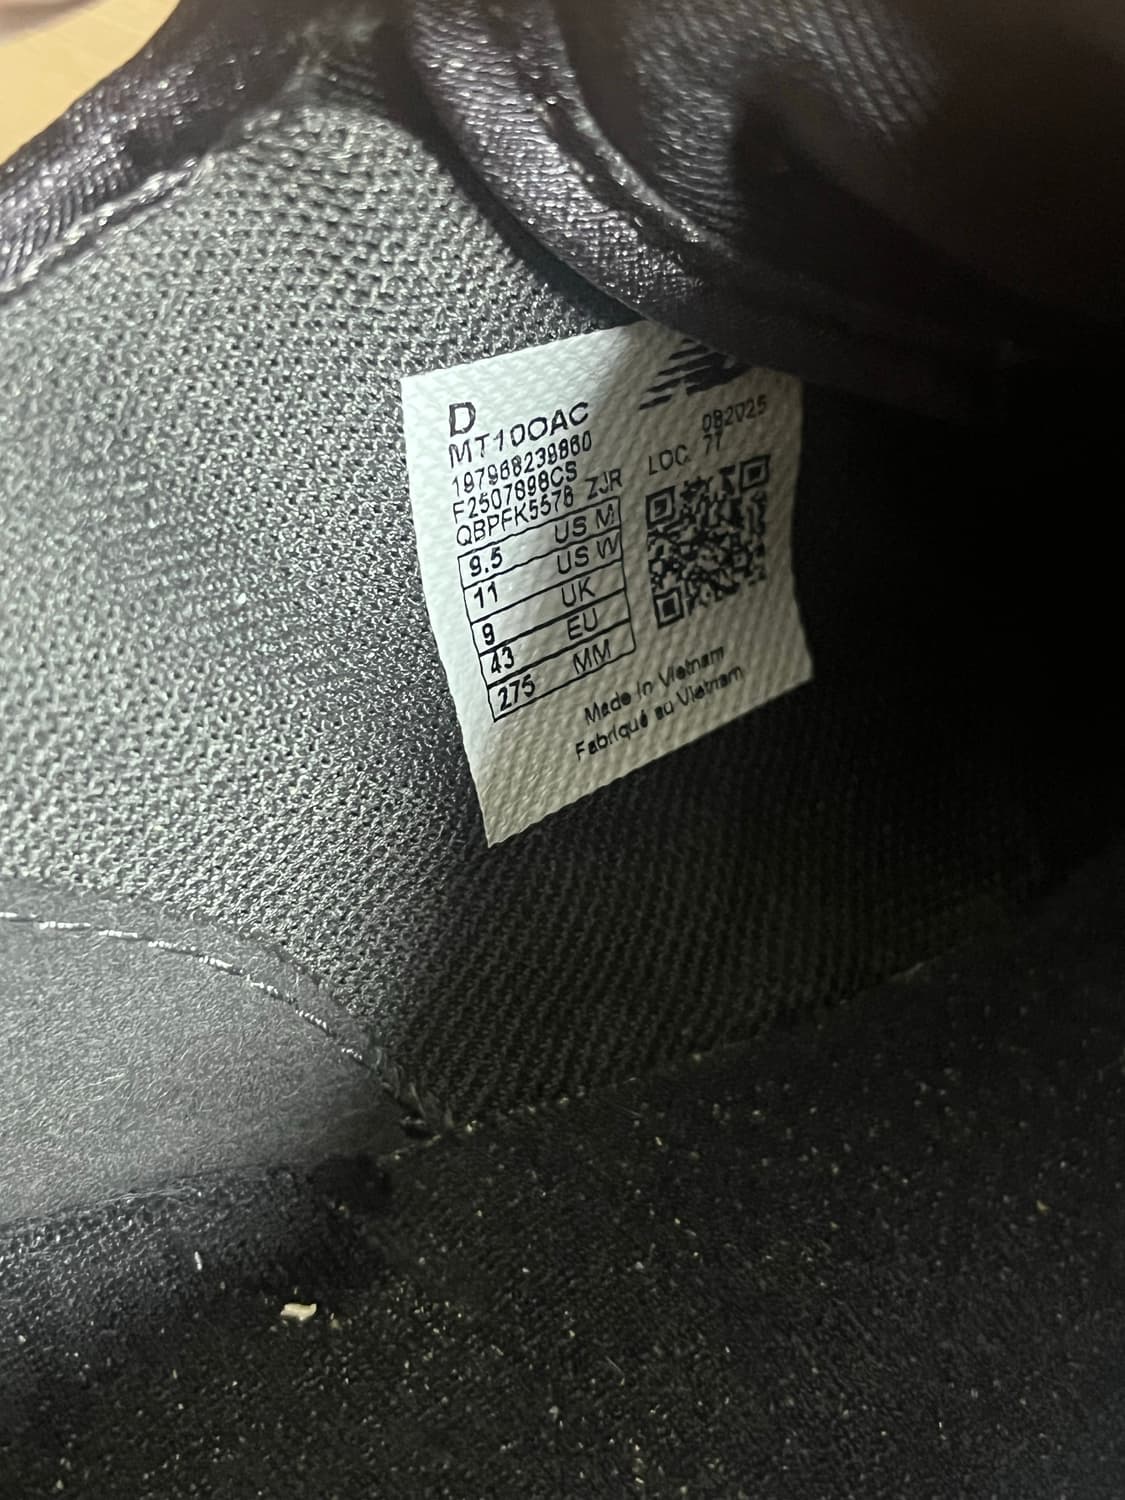 D
MT10OAC
082025
197968239860
LOC. 77
F2507898CS
QBPFK5578 ZJR
9.5 US M
11 US W
9 UK
43 EU
275 MM
Made in Vietnam
Fabriqué au Vietnam